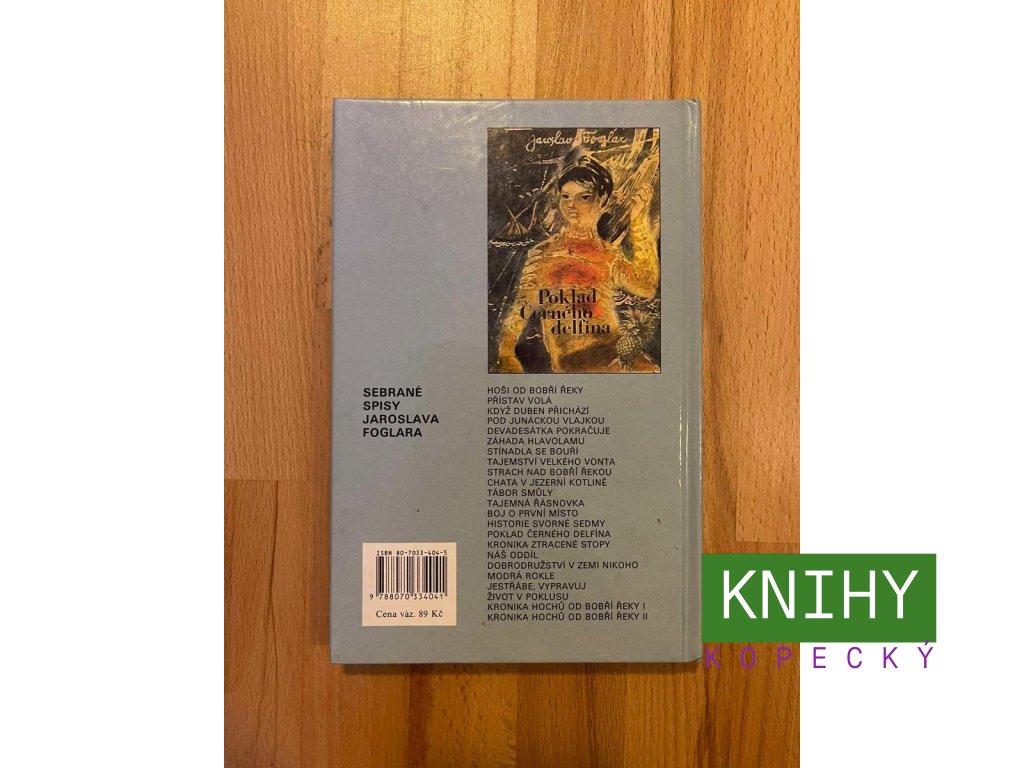 Jaroslav Foglar
Poklad
Černého
delfína
SEBRANÉ
SPISY
JAROSLAVA
FOGLARA
HOŠI OD BOBŘÍ ŘEKY
PŘÍSTAV VOLÁ
KDYŽ DUBEN PŘICHÁZÍ
POD JUNÁCKOU VLAJKOU
DEVADESÁTKA POKRAČUJE
ZÁHADA HLAVOLAMU
STÍNADLA SE BOUŘÍ
TAJEMSTVÍ VELKÉHO VONTA
STRACH NAD BOBŘÍ ŘEKOU
CHATA V JEZERNÍ KOTLINĚ
TÁBOR SMŮLY
TAJEMNÁ ŘÁSNOVKA
BOJ O PRVNÍ MÍSTO
HISTORIE SVORNÉ SEDMY
POKLAD ČERNÉHO DELFÍNA
KRONIKA ZTRACENÉ STOPY
NÁŠ ODDÍL
DOBRODRUŽSTVÍ V ZEMI NIKOHO
MODRÁ ROKLE
JESTŘÁBE, VYPRAVUJ
ŽIVOT V POKLUSU
KRONIKA HOCHŮ OD BOBŘÍ ŘEKY I
KRONIKA HOCHŮ OD BOBŘÍ ŘEKY II
ISBN 80-7033-404-5
9 788070 334041
Cena váz. 89 Kč
KNIHY
KOPECKÝ